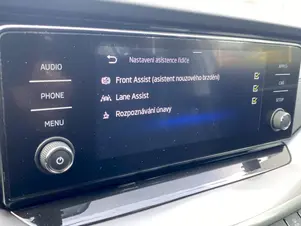 Nastavení asistence řidiče
AUDIO
Front Assist (asistent nouzového brzdění)
PHONE
Lane Assist
Rozpoznávání únavy
MENU